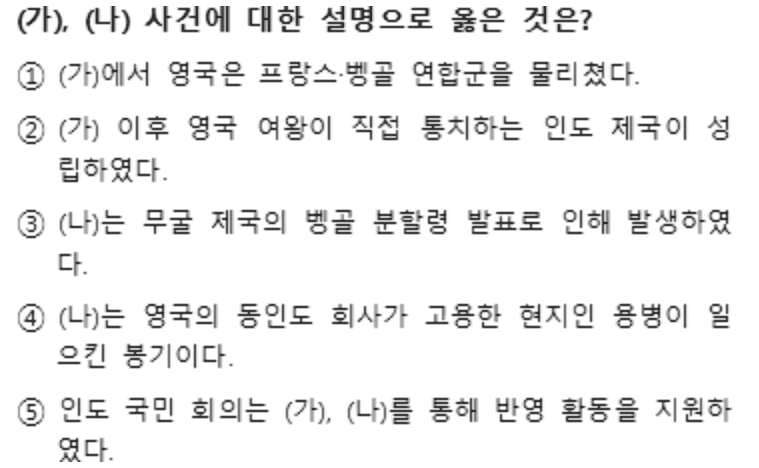 (가), (나) 사건에 대한 설명으로 옳은 것은?
① (가)에서 영국은 프랑스·벵골 연합군을 물리쳤다.
② (가) 이후 영국 여왕이 직접 통치하는 인도 제국이 성
립하였다.
③ (나)는 무굴 제국의 벵골 분할령 발표로 인해 발생하였
다.
④ (나)는 영국의 동인도 회사가 고용한 현지인 용병이 일
으킨 봉기이다.
⑤ 인도 국민 회의는 (가), (나)를 통해 반영 활동을 지원하
였다.